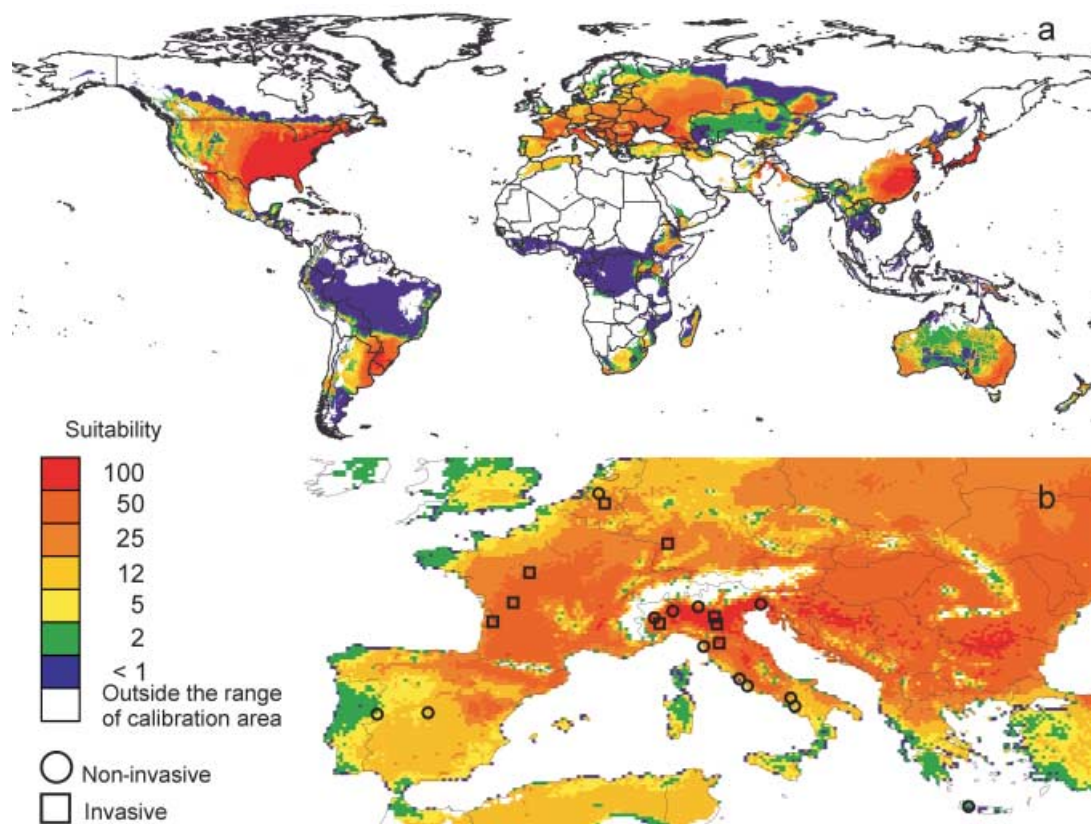 a
Suitability
100
50
25
12
5
2
< 1
Outside the range
of calibration area
Non-invasive
Invasive
b